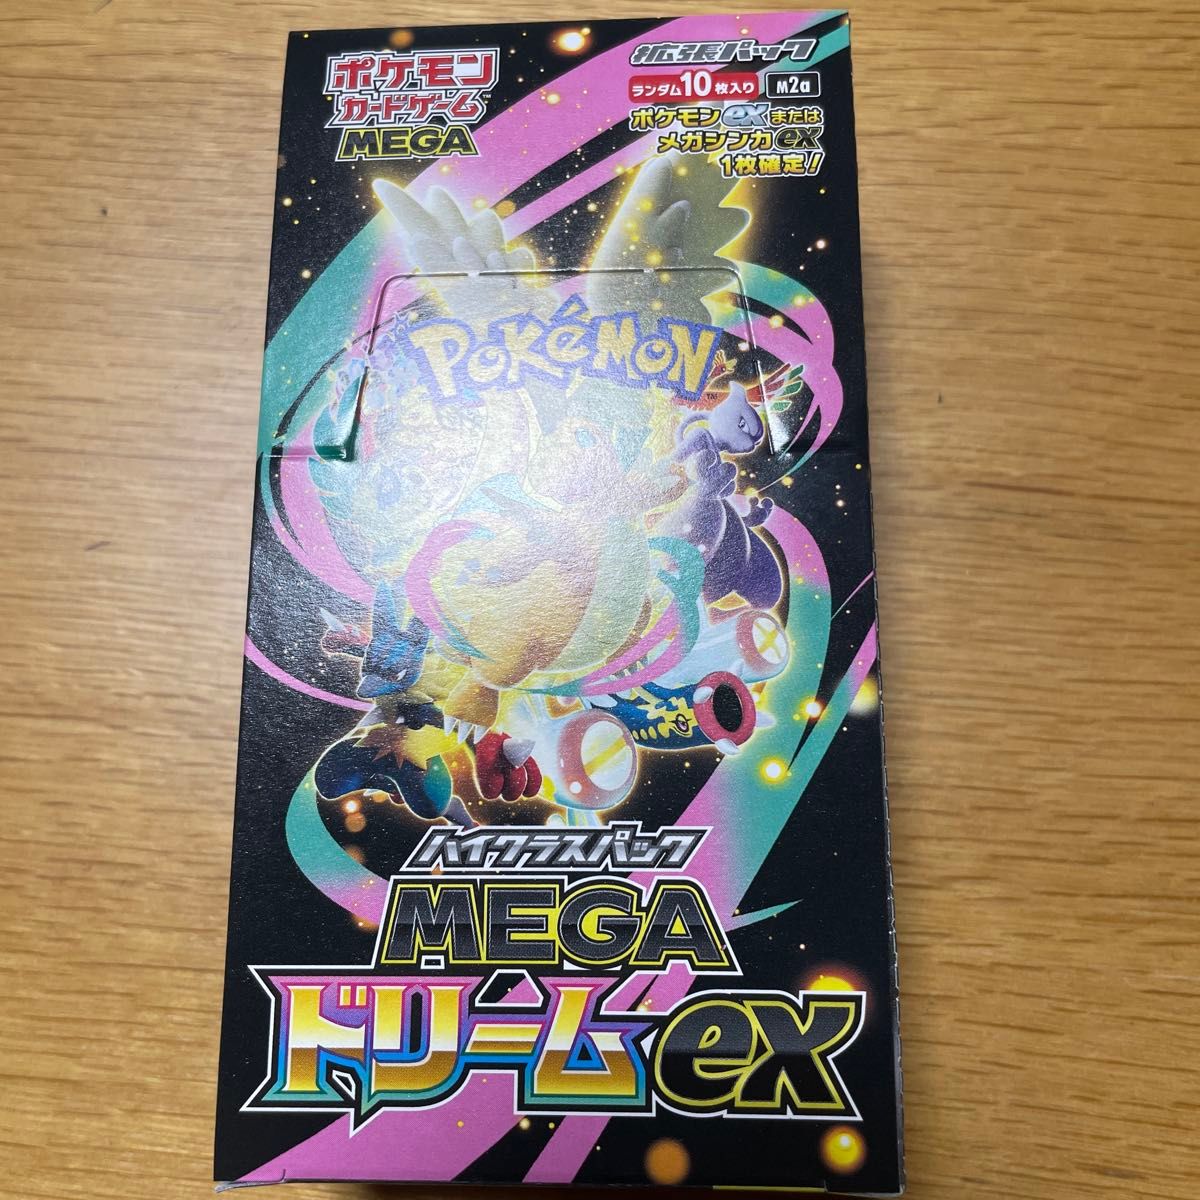 ポケモン
カードゲーム™
MEGA
拡張パック
ランダム10枚入り M2a
ポケモンexまたは
メガシンカex
1枚確定!
POKéMON
TM
ハイクラスパック
MEGA
ドリームex